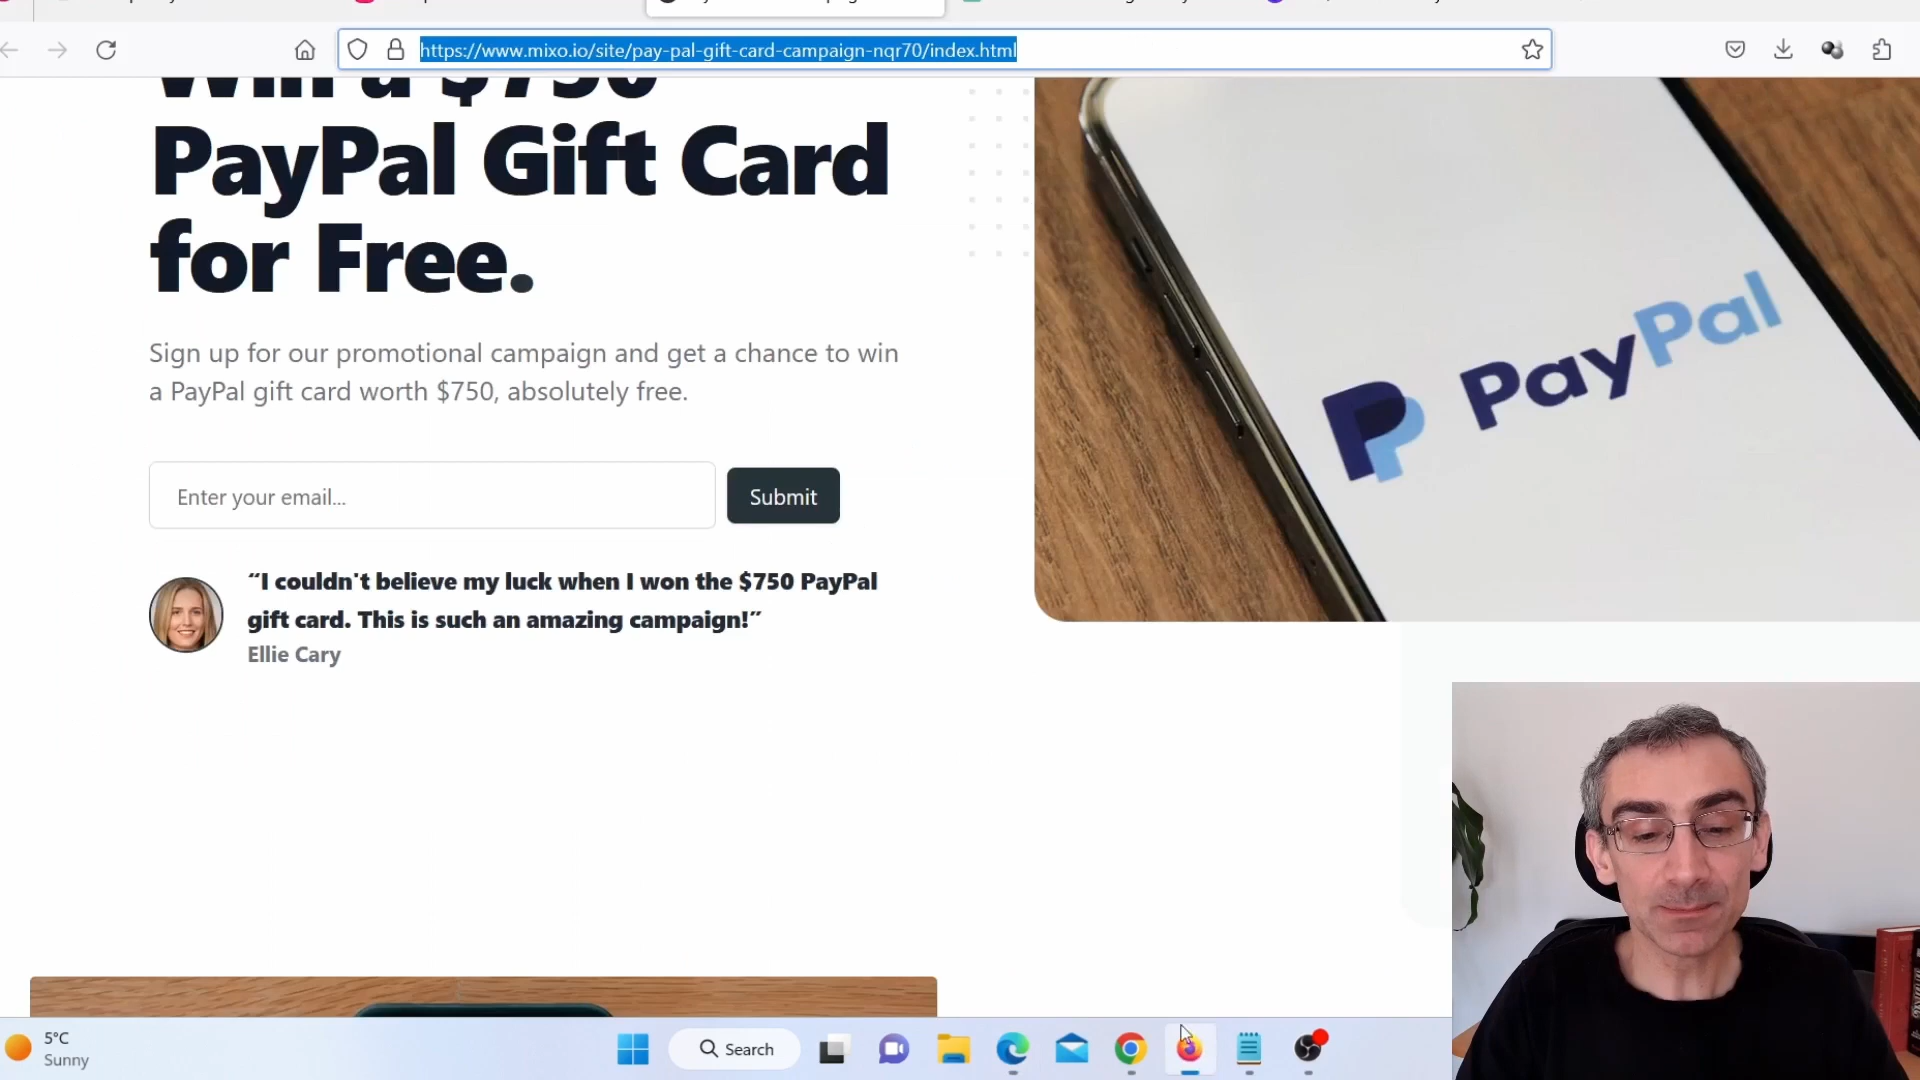 https://www.mixo.io/site/pay-pal-gift-card-campaign-nqr70/index.html
Win a $750
PayPal Gift Card
for Free.
Sign up for our promotional campaign and get a chance to win
a PayPal gift card worth $750, absolutely free.
Enter your email...
Submit
“I couldn't believe my luck when I won the $750 PayPal
gift card. This is such an amazing campaign!”
Ellie Cary
PayPal
5°C
Sunny
Search